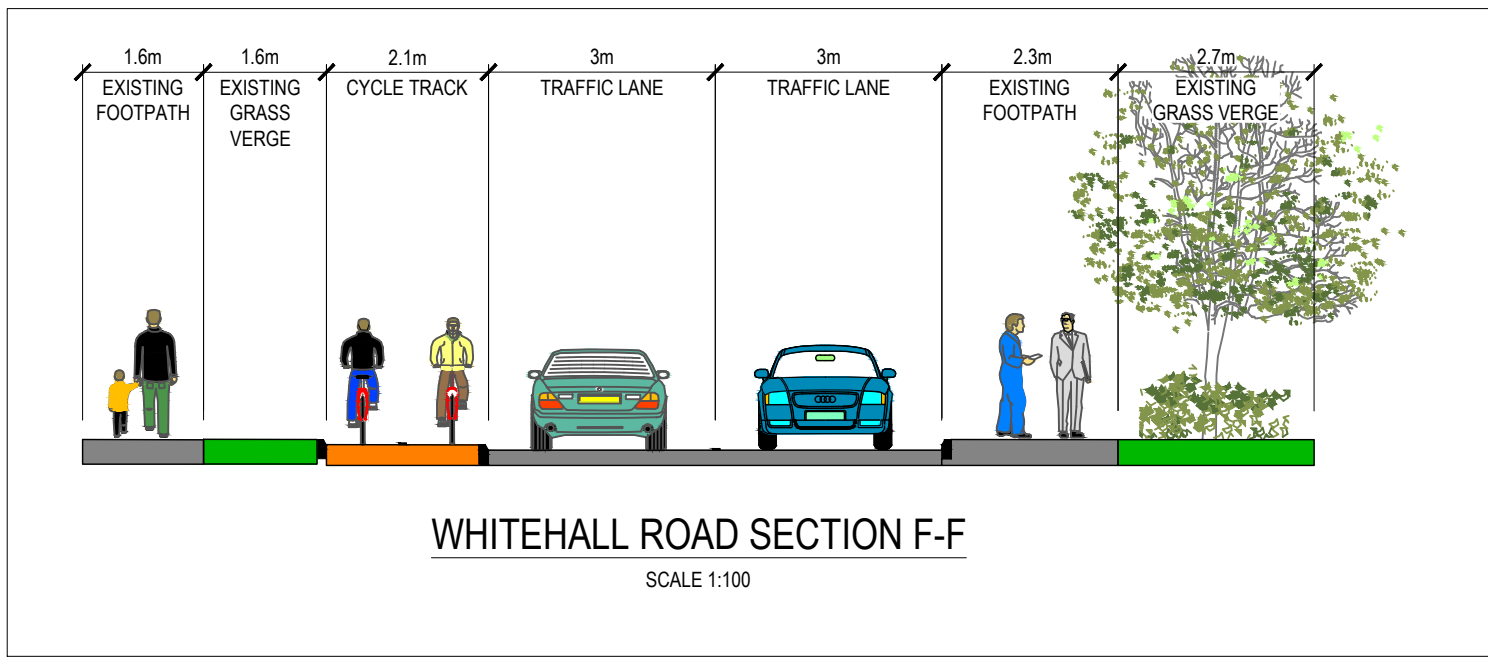 1.6m 1.6m 2.1m 3m 3m 2.3m 2.7m
EXISTING FOOTPATH
EXISTING GRASS VERGE
CYCLE TRACK
TRAFFIC LANE
TRAFFIC LANE
EXISTING FOOTPATH
EXISTING GRASS VERGE
WHITEHALL ROAD SECTION F-F
SCALE 1:100